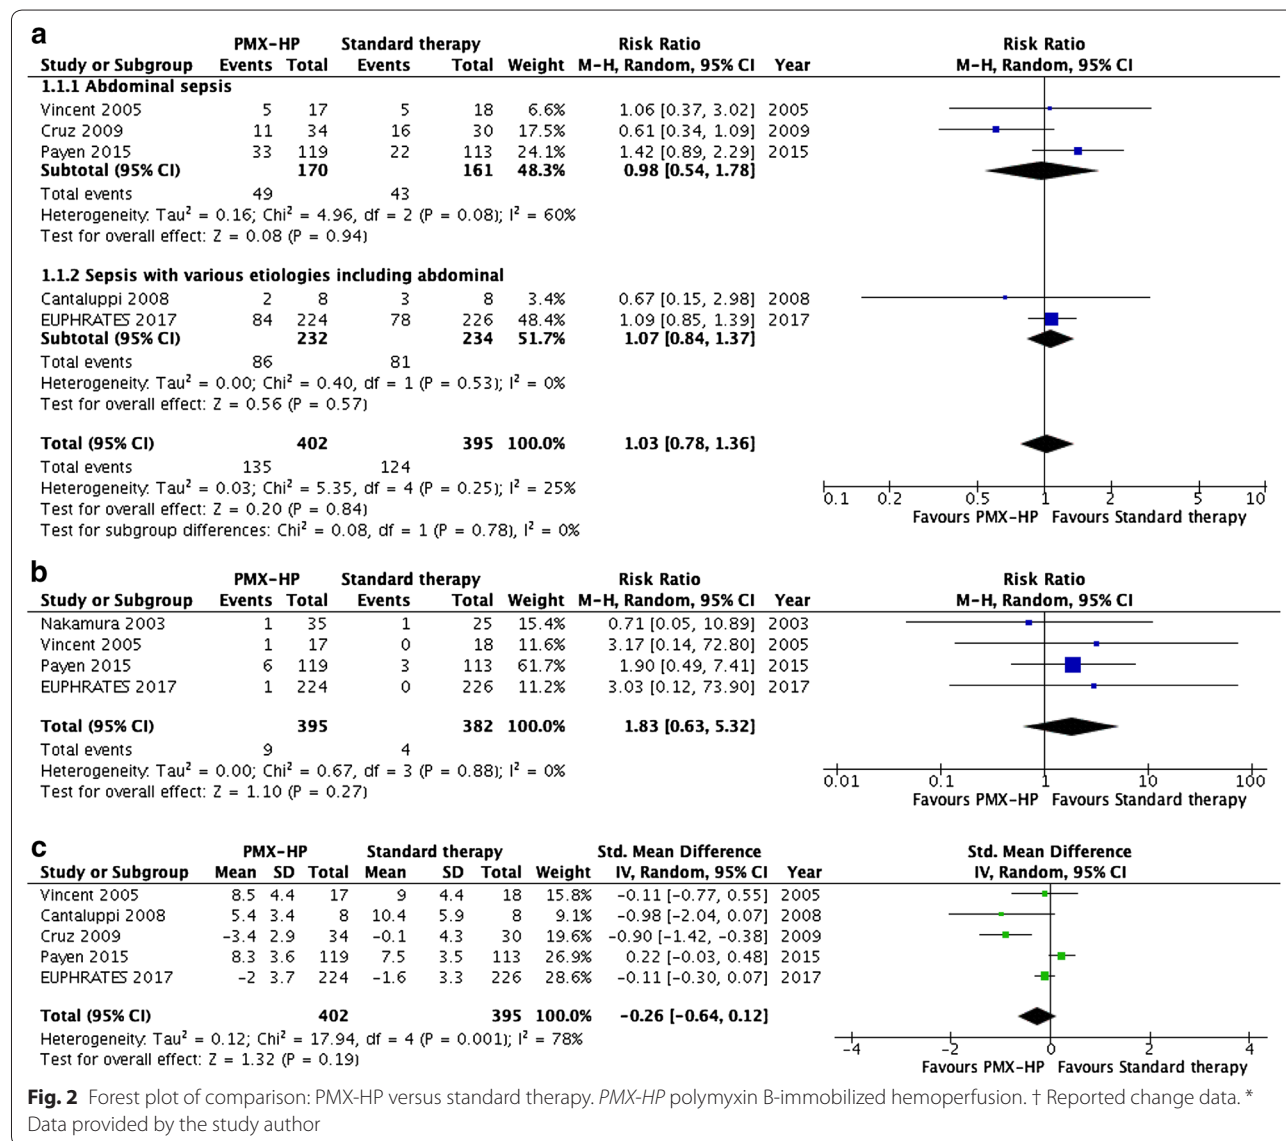 a
PMX-HP Standard therapy Risk Ratio Risk Ratio
Study or Subgroup Events Total Events Total Weight M-H, Random, 95% CI Year M-H, Random, 95% CI
1.1.1 Abdominal sepsis
Vincent 2005 5 17 5 18 6.6% 1.06 [0.37, 3.02] 2005
Cruz 2009 11 34 16 30 17.5% 0.61 [0.34, 1.09] 2009
Payen 2015 33 119 22 113 24.1% 1.42 [0.89, 2.29] 2015
Subtotal (95% CI) 170 161 48.3% 0.98 [0.54, 1.78]
Total events 49 43
Heterogeneity: Tau² = 0.16; Chi² = 4.96, df = 2 (P = 0.08); I² = 60%
Test for overall effect: Z = 0.08 (P = 0.94)
1.1.2 Sepsis with various etiologies including abdominal
Cantaluppi 2008 2 8 3 8 3.4% 0.67 [0.15, 2.98] 2008
EUPHRATES 2017 84 224 78 226 48.4% 1.09 [0.85, 1.39] 2017
Subtotal (95% CI) 232 234 51.7% 1.07 [0.84, 1.37]
Total events 86 81
Heterogeneity: Tau² = 0.00; Chi² = 0.40, df = 1 (P = 0.53); I² = 0%
Test for overall effect: Z = 0.56 (P = 0.57)
Total (95% CI) 402 395 100.0% 1.03 [0.78, 1.36]
Total events 135 124
Heterogeneity: Tau² = 0.03; Chi² = 5.35, df = 4 (P = 0.25); I² = 25%
Test for overall effect: Z = 0.20 (P = 0.84)
Test for subgroup differences: Chi² = 0.08, df = 1 (P = 0.78), I² = 0%
0.1 0.2 0.5 1 2 5 10
Favours PMX-HP Favours Standard therapy
b
PMX-HP Standard therapy Risk Ratio Risk Ratio
Study or Subgroup Events Total Events Total Weight M-H, Random, 95% CI Year M-H, Random, 95% CI
Nakamura 2003 1 35 1 25 15.4% 0.71 [0.05, 10.89] 2003
Vincent 2005 1 17 0 18 11.6% 3.17 [0.14, 72.80] 2005
Payen 2015 6 119 3 113 61.7% 1.90 [0.49, 7.41] 2015
EUPHRATES 2017 1 224 0 226 11.2% 3.03 [0.12, 73.90] 2017
Total (95% CI) 395 382 100.0% 1.83 [0.63, 5.32]
Total events 9 4
Heterogeneity: Tau² = 0.00; Chi² = 0.67, df = 3 (P = 0.88); I² = 0%
Test for overall effect: Z = 1.10 (P = 0.27)
0.01 0.1 1 10 100
Favours PMX-HP Favours Standard therapy
c
PMX-HP Standard therapy Std. Mean Difference Std. Mean Difference
Study or Subgroup Mean SD Total Mean SD Total Weight IV, Random, 95% CI Year IV, Random, 95% CI
Vincent 2005 8.5 4.4 17 9 4.4 18 15.8% -0.11 [-0.77, 0.55] 2005
Cantaluppi 2008 5.4 3.4 8 10.4 5.9 8 9.1% -0.98 [-2.04, 0.07] 2008
Cruz 2009 -3.4 2.9 34 -0.1 4.3 30 19.6% -0.90 [-1.42, -0.38] 2009
Payen 2015 8.3 3.6 119 7.5 3.5 113 26.9% 0.22 [-0.03, 0.48] 2015
EUPHRATES 2017 -2 3.7 224 -1.6 3.3 226 28.6% -0.11 [-0.30, 0.07] 2017
Total (95% CI) 402 395 100.0% -0.26 [-0.64, 0.12]
Heterogeneity: Tau² = 0.12; Chi² = 17.94, df = 4 (P = 0.001); I² = 78%
Test for overall effect: Z = 1.32 (P = 0.19)
-4 -2 0 2 4
Favours PMX-HP Favours Standard therapy
Fig. 2 Forest plot of comparison: PMX-HP versus standard therapy. PMX-HP polymyxin B-immobilized hemoperfusion. † Reported change data. *
Data provided by the study author